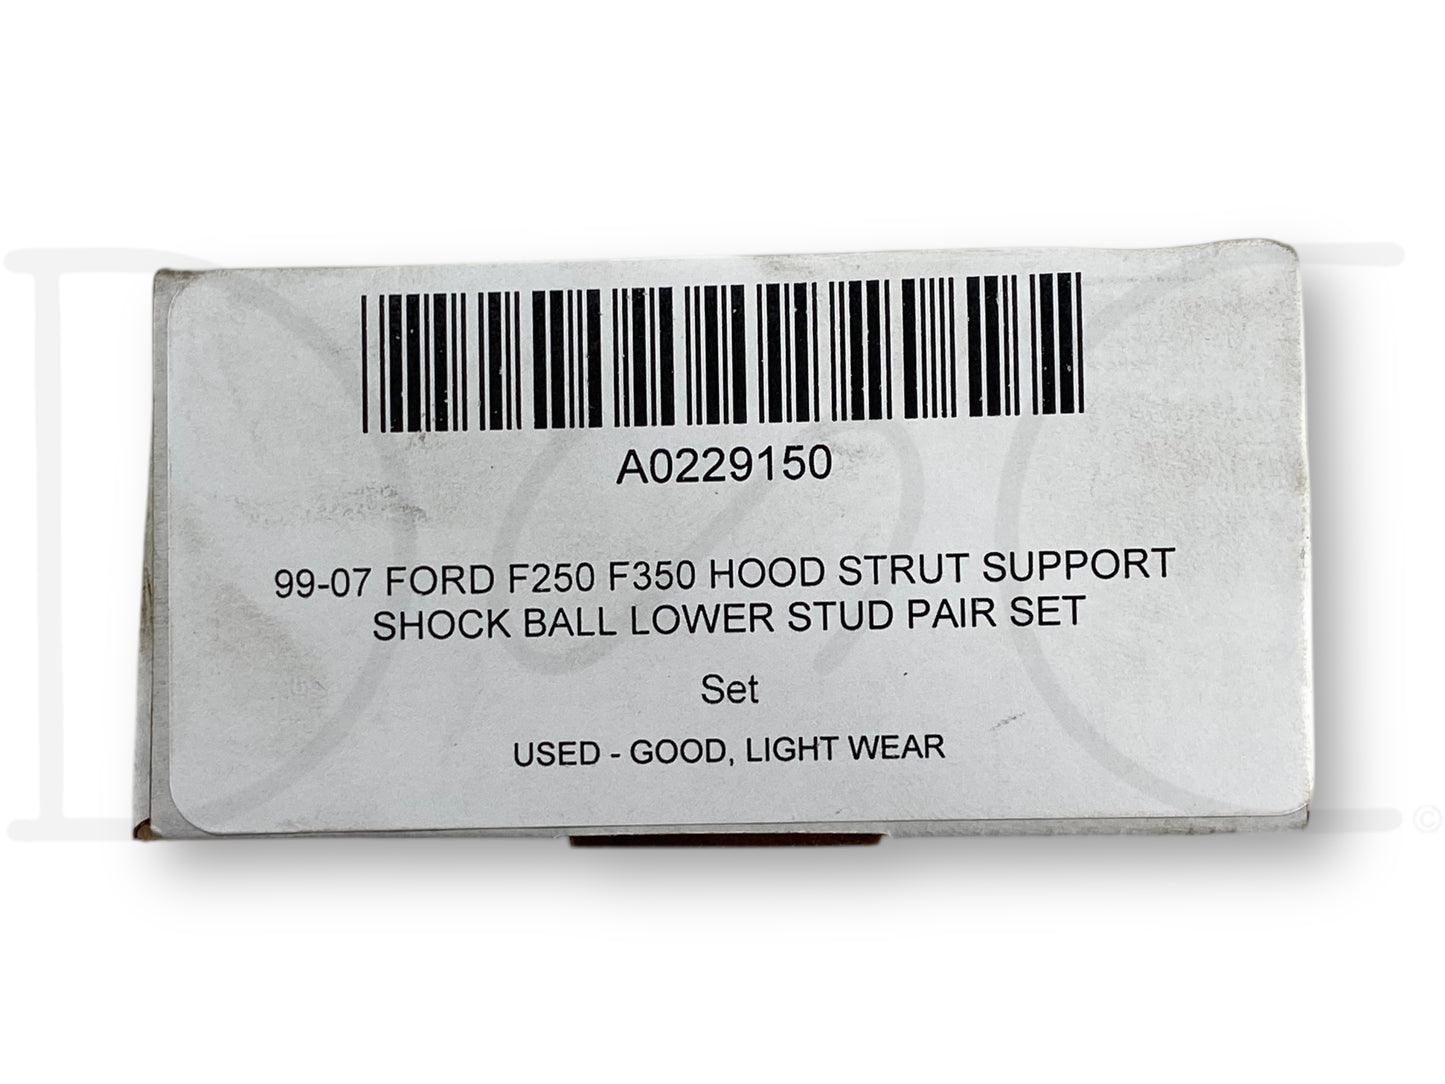 A0229150
99-07 FORD F250 F350 HOOD STRUT SUPPORT
SHOCK BALL LOWER STUD PAIR SET
Set
USED - GOOD, LIGHT WEAR
©